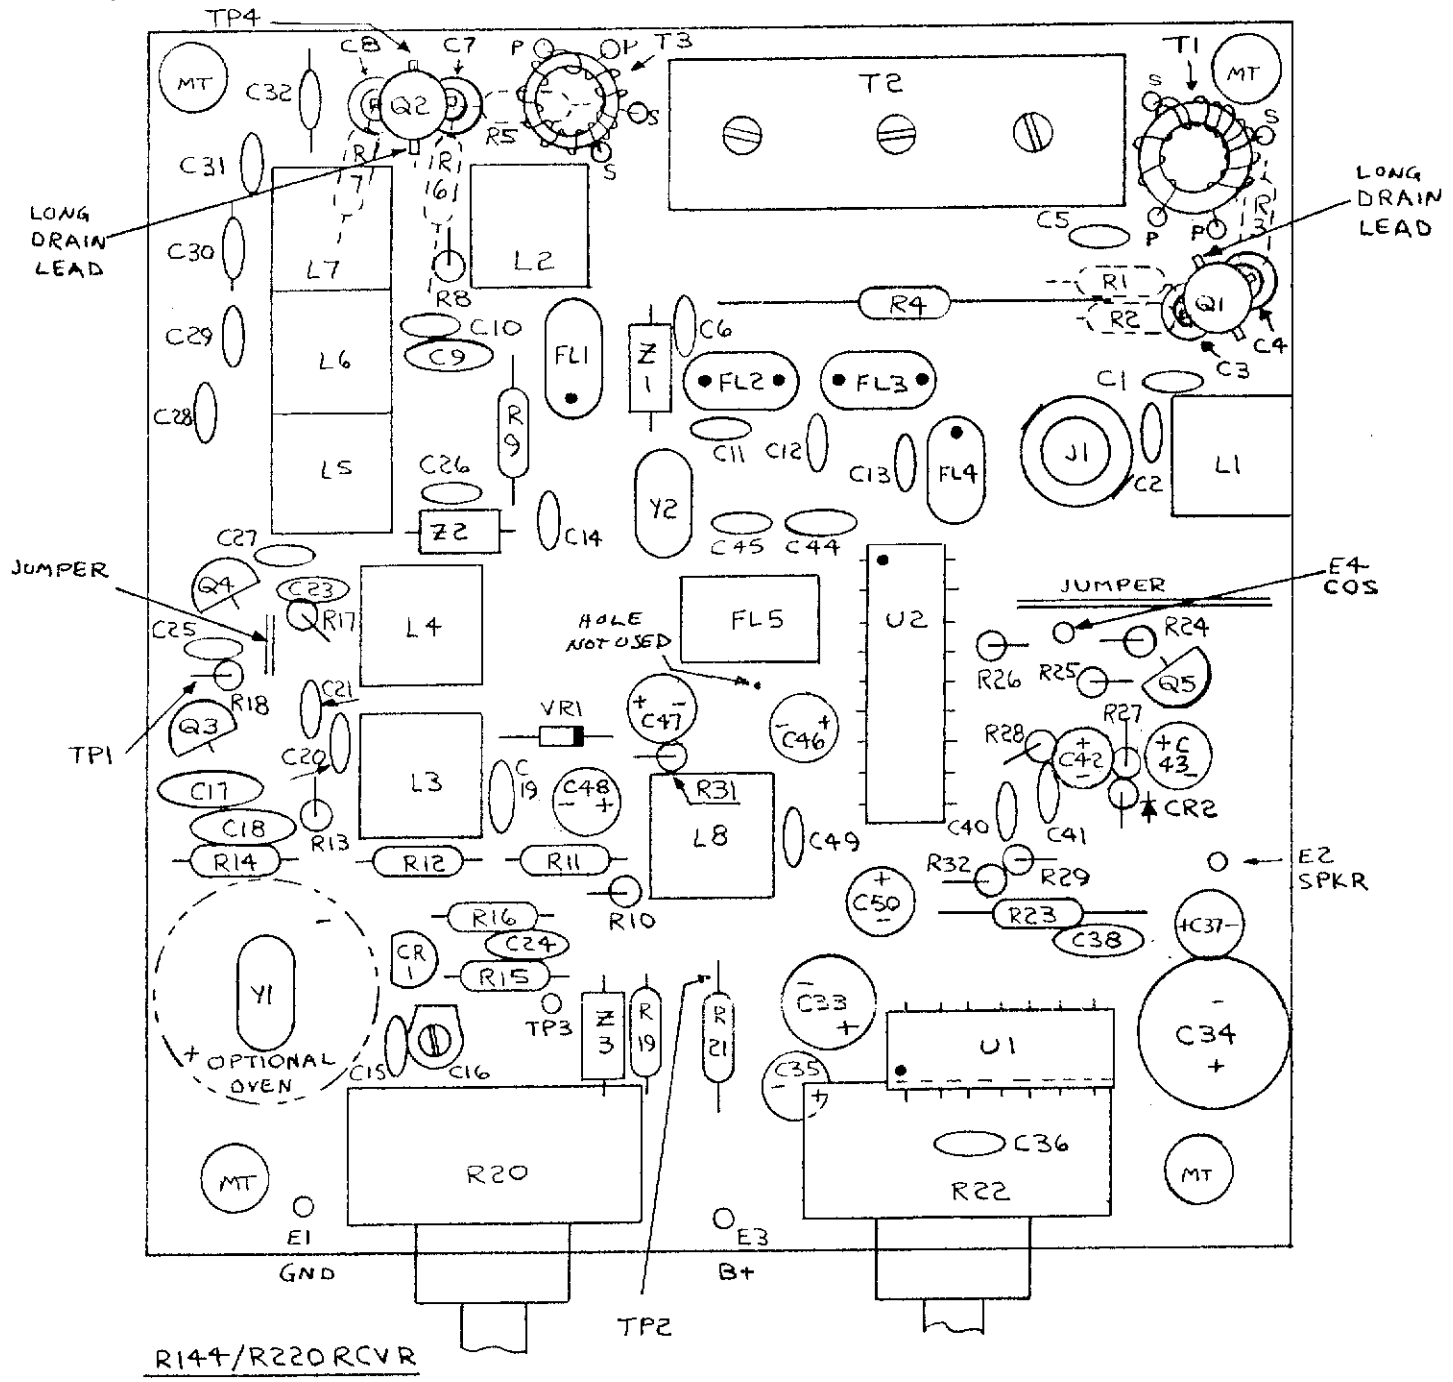 TP4
C8
C7
P
P
T3
T1
MT
C32
Q2
R5
S
S
T2
S
S
MT
C31
R7
R6
LONG
DRAIN
LEAD
LONG
DRAIN
LEAD
C5
P
P
R3
C30
L7
L2
R8
R1
R4
R2
Q1
C4
C3
C29
L6
C10
C9
FL1
Z1
C6
FL2
FL3
C1
C28
L5
R9
C26
C11
C12
C13
FL4
J1
C2
L1
Z2
C14
Y2
C45
C44
C27
JUMPER
Q4
C23
R17
L4
HOLE
NOT USED
FL5
U2
JUMPER
E4
COS
C25
R18
C21
R26
R25
R24
Q5
TP1
Q3
C20
L3
VR1
+ -
C47
- +
C46
R28
+
C42
-
R27
+ C
43 -
C17
C18
R13
C19
C48
- +
R31
L8
C49
C40
C41
CR2
R14
R12
R11
R10
R32
R29
E2
SPKR
R16
C24
R15
CR1
+
C50
-
R23
C38
+C37-
-
Y1
+ OPTIONAL
OVEN
C15
C16
TP3
Z3
R19
R21
-
C33
+
C35
- +
U1
-
C34
+
MT
R20
C36
R22
MT
E1
GND
E3
B+
TP2
R144/R220 RCVR